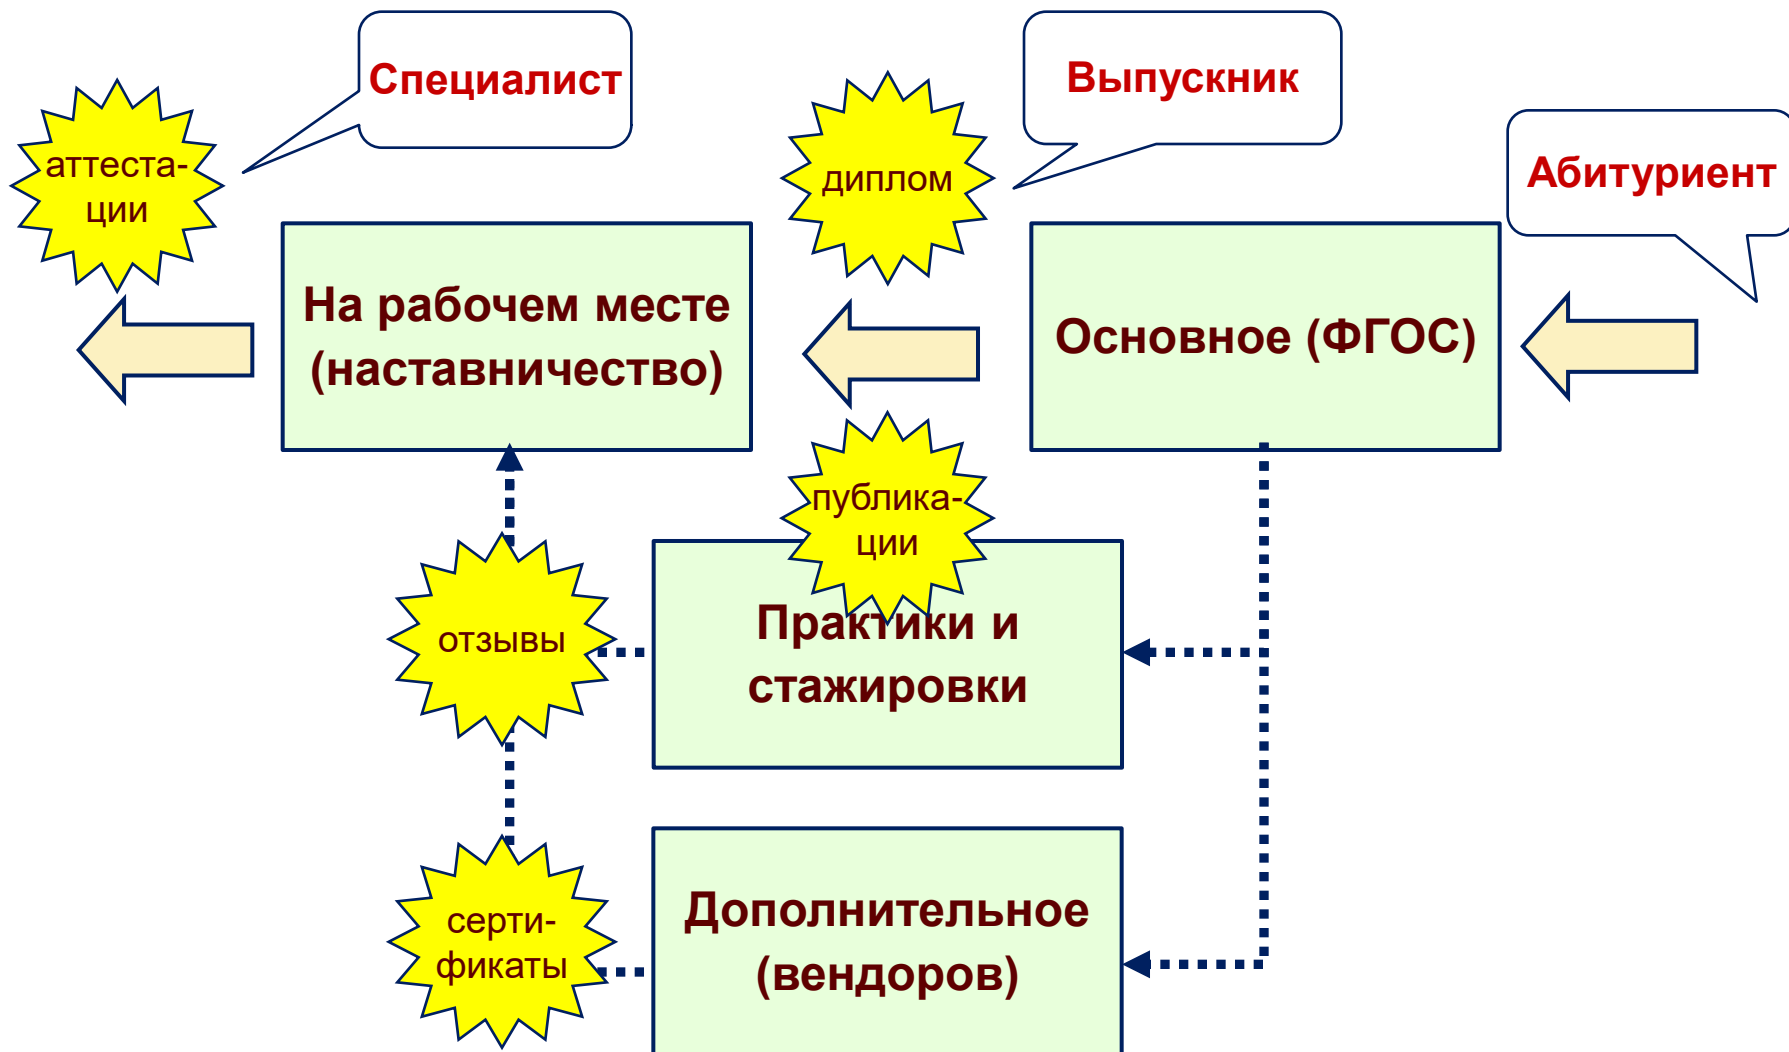 Специалист
Выпускник
Абитуриент
аттеста-
ции
диплом
На рабочем месте
(наставничество)
Основное (ФГОС)
публика-
ции
отзывы
Практики и
стажировки
серти-
фикаты
Дополнительное
(вендоров)